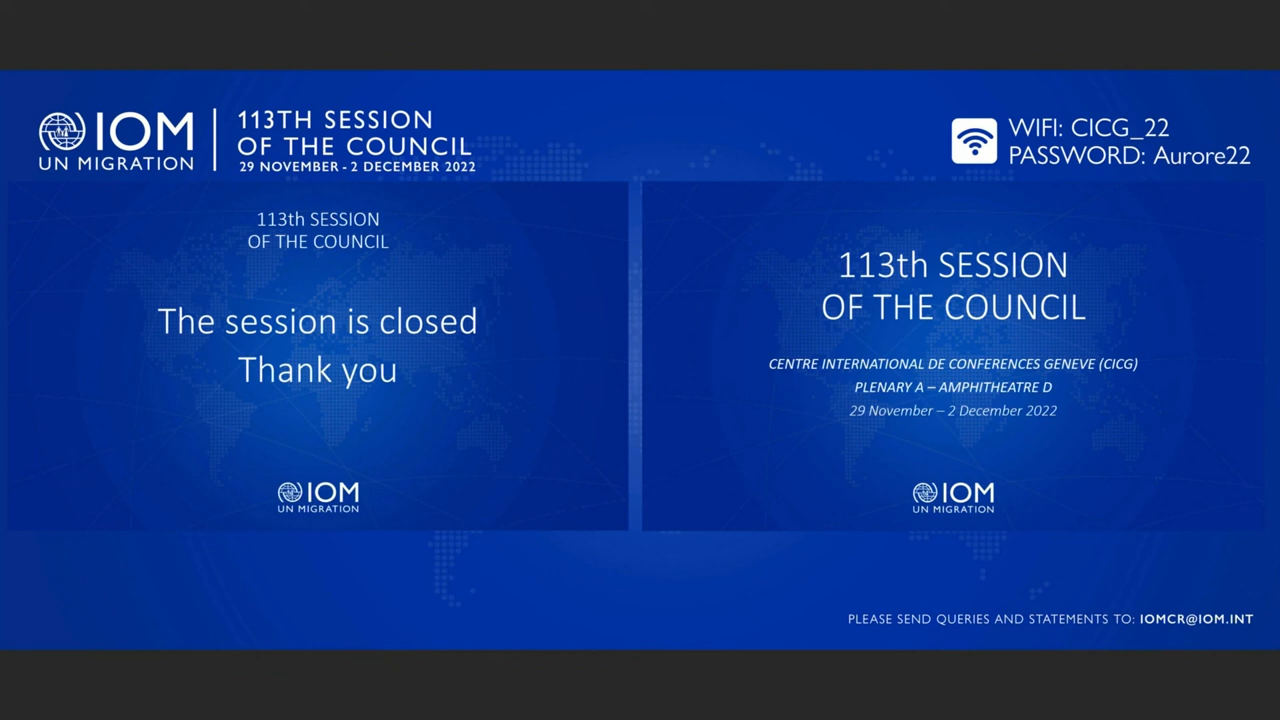 IOM
UN MIGRATION
113TH SESSION
OF THE COUNCIL
29 NOVEMBER - 2 DECEMBER 2022
WIFI: CICG_22
PASSWORD: Aurore22
113th SESSION
OF THE COUNCIL
The session is closed
Thank you
IOM
UN MIGRATION
113th SESSION
OF THE COUNCIL
CENTRE INTERNATIONAL DE CONFERENCES GENEVE (CICG)
PLENARY A – AMPHITHEATRE D
29 November – 2 December 2022
IOM
UN MIGRATION
PLEASE SEND QUERIES AND STATEMENTS TO: IOMCR@IOM.INT